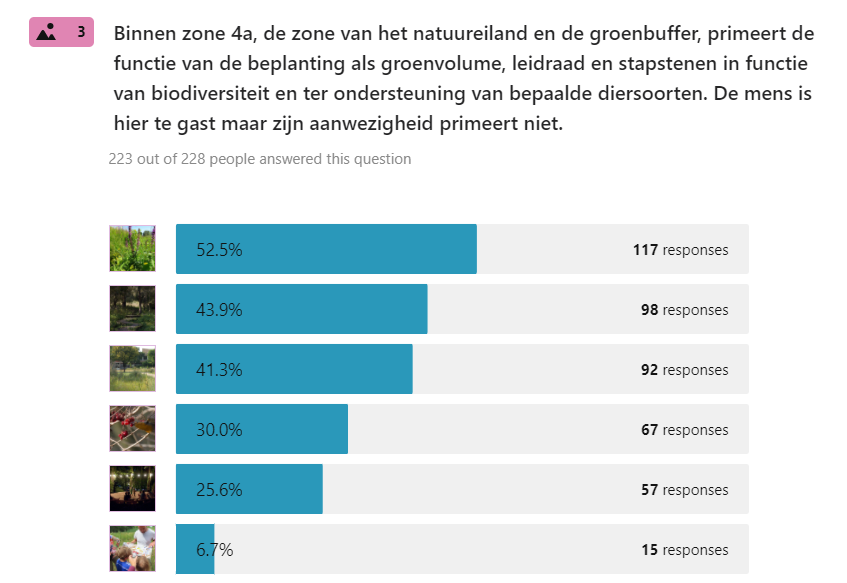 3
Binnen zone 4a, de zone van het natuureiland en de groenbuffer, primeert de
functie van de beplanting als groenvolume, leidraad en stapstenen in functie
van biodiversiteit en ter ondersteuning van bepaalde diersoorten. De mens is
hier te gast maar zijn aanwezigheid primeert niet.
223 out of 228 people answered this question
52.5% 117 responses
43.9% 98 responses
41.3% 92 responses
30.0% 67 responses
25.6% 57 responses
6.7% 15 responses